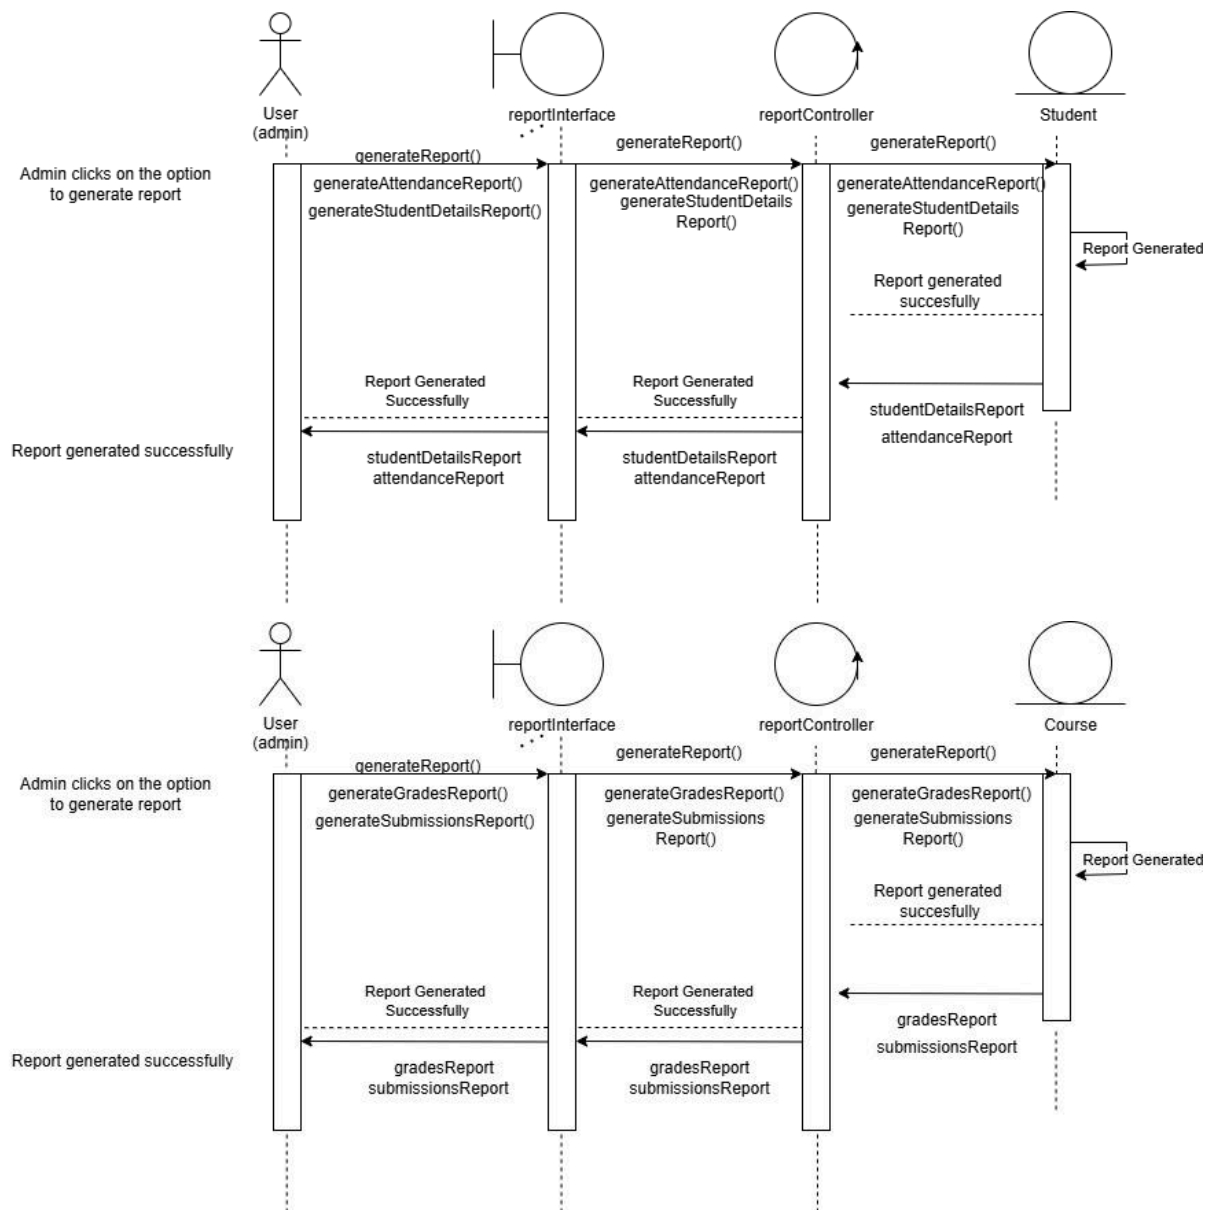 User
(admin)
reportInterface
reportController
Student
Admin clicks on the option
to generate report
generateReport()
generateAttendanceReport()
generateStudentDetailsReport()
generateReport()
generateAttendanceReport()
generateStudentDetails
Report()
generateReport()
generateAttendanceReport()
generateStudentDetails
Report()
Report Generated
Report generated
succesfully
Report Generated
Successfully
Report Generated
Successfully
studentDetailsReport
attendanceReport
Report generated successfully
studentDetailsReport
attendanceReport
studentDetailsReport
attendanceReport
User
(admin)
reportInterface
reportController
Course
Admin clicks on the option
to generate report
generateReport()
generateGradesReport()
generateSubmissionsReport()
generateReport()
generateGradesReport()
generateSubmissions
Report()
generateReport()
generateGradesReport()
generateSubmissions
Report()
Report Generated
Report generated
succesfully
Report Generated
Successfully
Report Generated
Successfully
gradesReport
submissionsReport
Report generated successfully
gradesReport
submissionsReport
gradesReport
submissionsReport